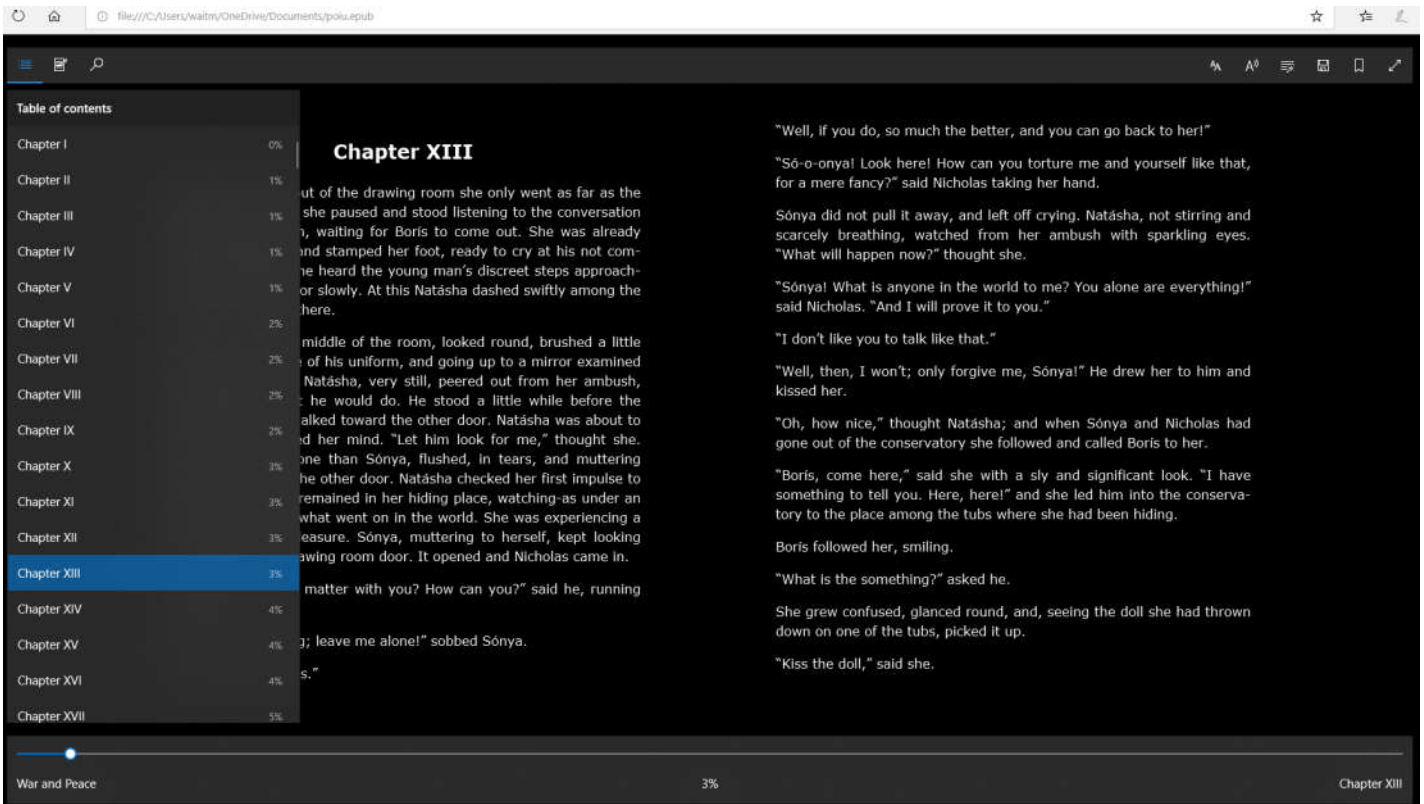 file:///C:/Users/waitm/OneDrive/Documents/poiu.epub
Table of contents
Chapter I 0%
Chapter II 1%
Chapter III 1%
Chapter IV 1%
Chapter V 1%
Chapter VI 2%
Chapter VII 2%
Chapter VIII 2%
Chapter IX 2%
Chapter X 3%
Chapter XI 3%
Chapter XII 3%
Chapter XIII 3%
Chapter XIV 4%
Chapter XV 4%
Chapter XVI 4%
Chapter XVII 5%
Chapter XIII
of the drawing room she only went as far as the
she paused and stood listening to the conversation
waiting for Borís to come out. She was already
and stamped her foot, ready to cry at his not com-
heard the young man's discreet steps approach-
slowly. At this Natásha dashed swiftly among the
there.
middle of the room, looked round, brushed a little
of his uniform, and going up to a mirror examined
Natásha, very still, peered out from her ambush,
he would do. He stood a little while before the
alked toward the other door. Natásha was about to
ed her mind. “Let him look for me,” thought she.
one than Sónya, flushed, in tears, and muttering
he other door. Natásha checked her first impulse to
remained in her hiding place, watching-as under an
what went on in the world. She was experiencing a
easure. Sónya, muttering to herself, kept looking
awing room door. It opened and Nicholas came in.
matter with you? How can you?” said he, running
g; leave me alone!” sobbed Sónya.
s.”
“Well, if you do, so much the better, and you can go back to her!”
“Só-o-onya! Look here! How can you torture me and yourself like that,
for a mere fancy?” said Nicholas taking her hand.
Sónya did not pull it away, and left off crying. Natásha, not stirring and
scarcely breathing, watched from her ambush with sparkling eyes.
“What will happen now?” thought she.
“Sónya! What is anyone in the world to me? You alone are everything!”
said Nicholas. “And I will prove it to you.”
“I don’t like you to talk like that.”
“Well, then, I won’t; only forgive me, Sónya!” He drew her to him and
kissed her.
“Oh, how nice,” thought Natásha; and when Sónya and Nicholas had
gone out of the conservatory she followed and called Borís to her.
“Borís, come here,” said she with a sly and significant look. “I have
something to tell you. Here, here!” and she led him into the conserva-
tory to the place among the tubs where she had been hiding.
Borís followed her, smiling.
“What is the something?” asked he.
She grew confused, glanced round, and, seeing the doll she had thrown
down on one of the tubs, picked it up.
“Kiss the doll,” said she.
War and Peace 3% Chapter XIII